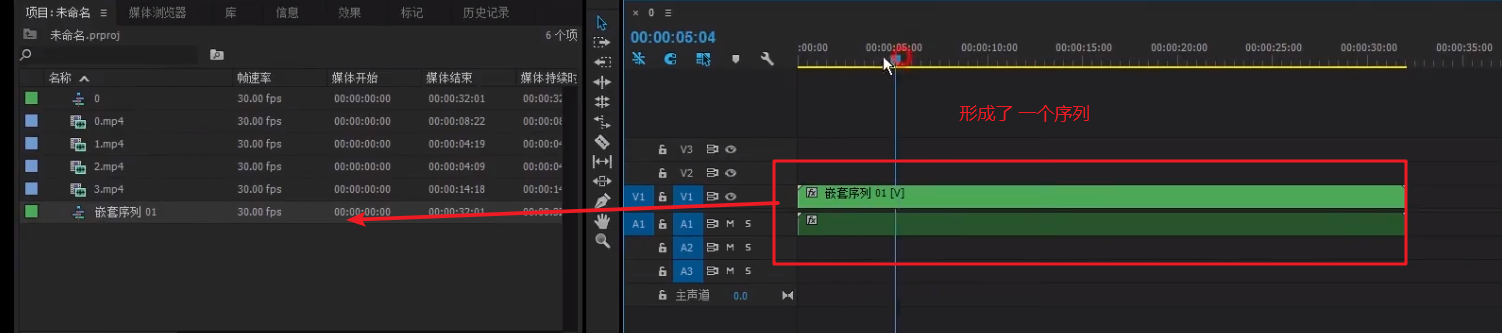 项目:未命名 ≡ 媒体浏览器 库 信息 效果 标记 历史记录
未命名.prproj 6 个项
名称 帧速率 媒体开始 媒体结束 媒体持续时
0 30.00 fps 00:00:00:00 00:00:32:01 00:00:32
0.mp4 30.00 fps 00:00:00:00 00:00:08:22 00:00:08
1.mp4 30.00 fps 00:00:00:00 00:00:04:19 00:00:04
2.mp4 30.00 fps 00:00:00:00 00:00:04:09 00:00:04
3.mp4 30.00 fps 00:00:00:00 00:00:14:18 00:00:14
嵌套序列 01 30.00 fps 00:00:00:00 00:00:32:01
× 0 ≡
00:00:05:04
:00:00 00:00:05:00 00:00:10:00 00:00:15:00 00:00:20:00 00:00:25:00 00:00:30:00 00:00:35:00
形成了 一个序列
V3
V2
V1 V1 fx 嵌套序列 01 [V]
A1 A1 M S fx
A2 M S
A3 M S
主声道 0.0